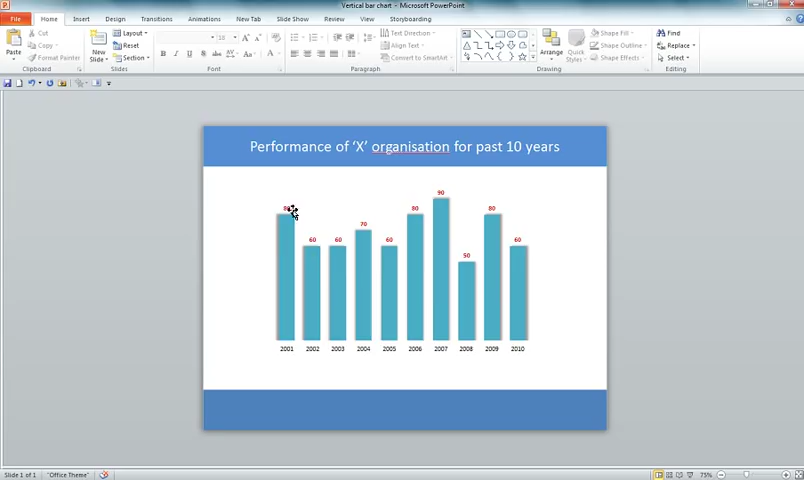 Vertical bar chart - Microsoft PowerPoint
File Home Insert Design Transitions Animations New Tab Slide Show Review View Storyboarding
Cut
Copy
Format Painter
Paste
Clipboard
New
Slide
Layout
Reset
Section
Slides
18
Font
Text Direction
Align Text
Convert to SmartArt
Paragraph
Arrange
Quick
Styles
Shape Fill
Shape Outline
Shape Effects
Drawing
Find
Replace
Select
Editing
Performance of ‘X’ organisation for past 10 years
60 60 70 60 80 90 50 80 60
2001 2002 2003 2004 2005 2006 2007 2008 2009 2010
Slide 1 of 1 "Office Theme" 75%